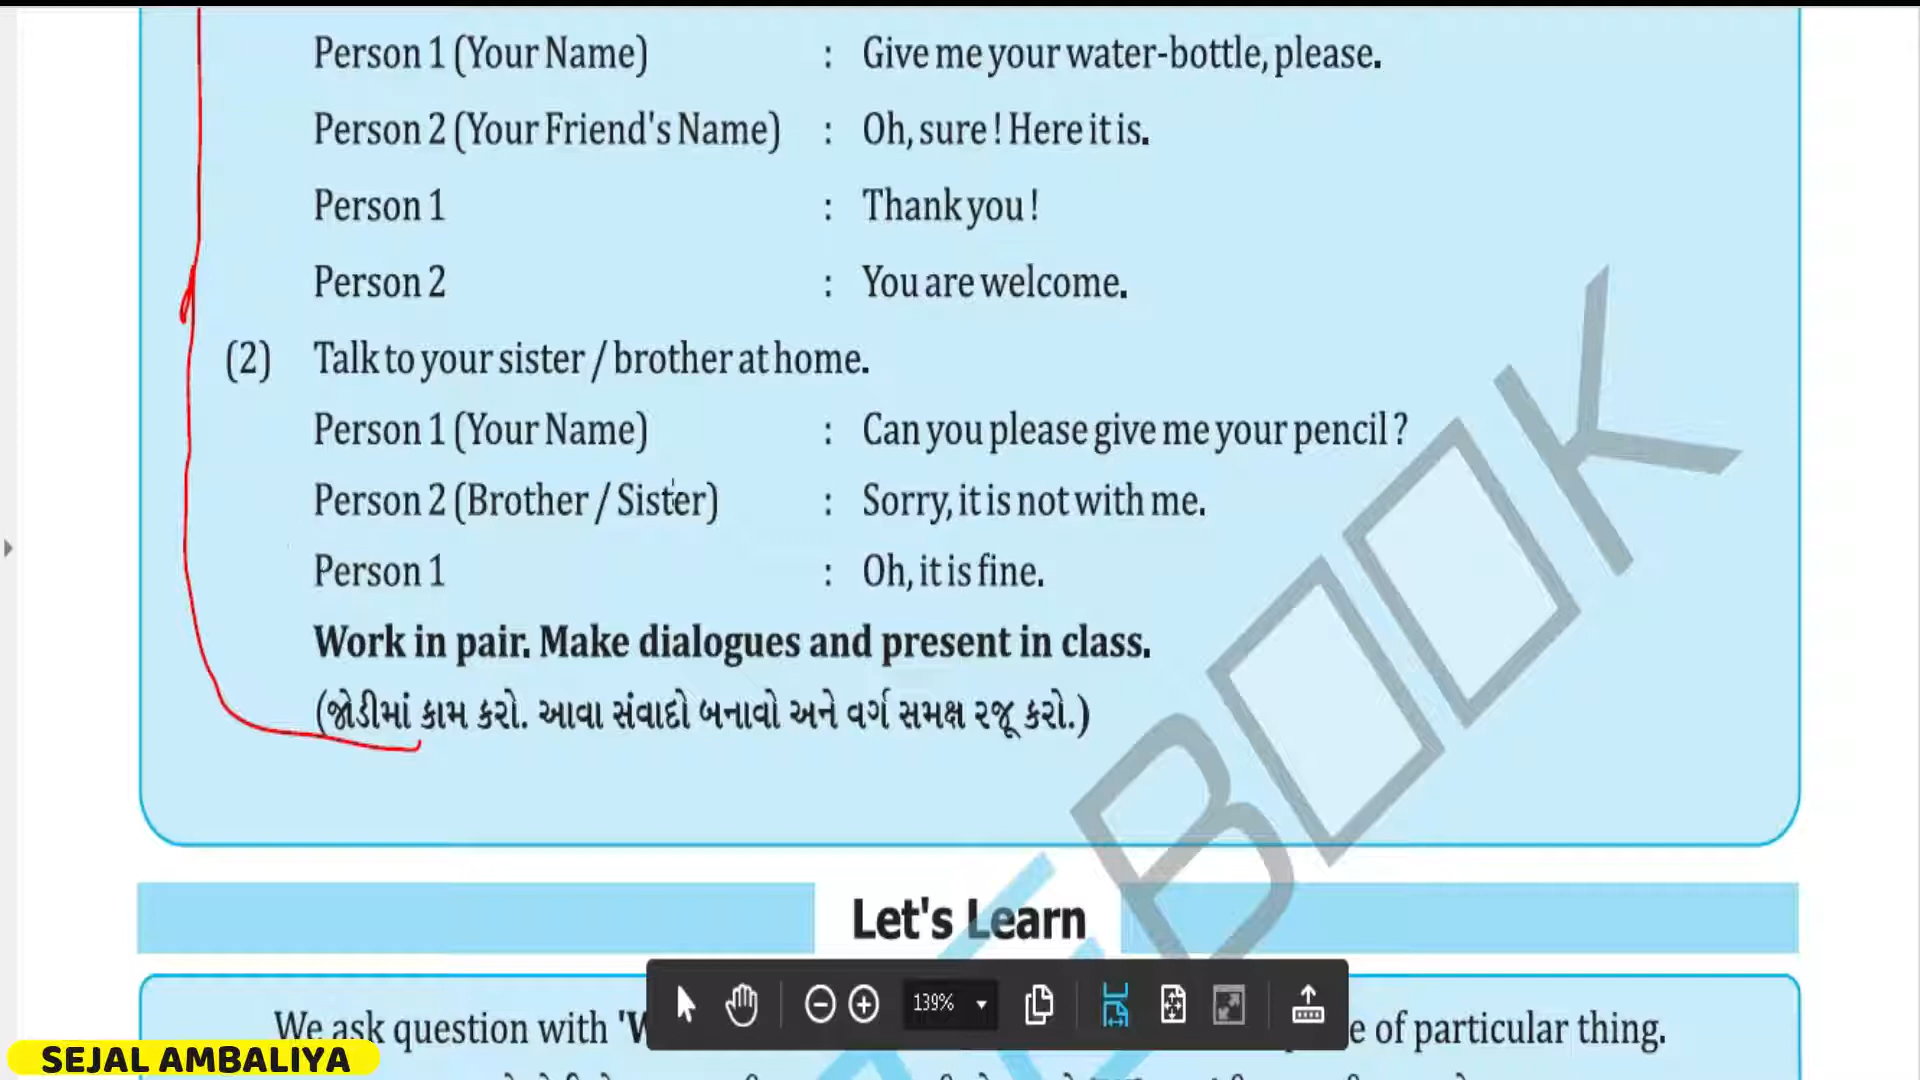 Person 1 (Your Name) : Give me your water-bottle, please.
Person 2 (Your Friend's Name) : Oh, sure ! Here it is.
Person 1 : Thank you !
Person 2 : You are welcome.
(2) Talk to your sister / brother at home.
Person 1 (Your Name) : Can you please give me your pencil ?
Person 2 (Brother / Sister) : Sorry, it is not with me.
Person 1 : Oh, it is fine.
Work in pair. Make dialogues and present in class.
(જોડીમાં કામ કરો. આવા સંવાદો બનાવો અને વર્ગ સમક્ષ રજૂ કરો.)
Let's Learn
139%
We ask question with 'W e of particular thing.
SEJAL AMBALIYA